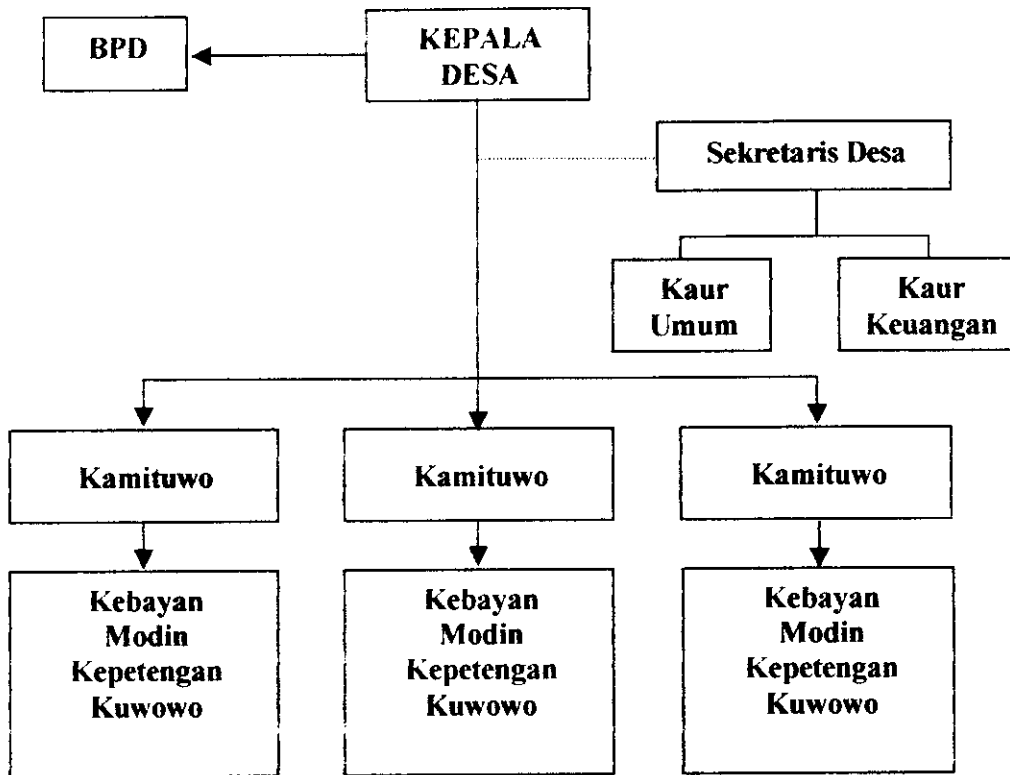 BPD
KEPALA
DESA
Sekretaris Desa
Kaur
Umum
Kaur
Keuangan
Kamituwo
Kamituwo
Kamituwo
Kebayan
Modin
Kepetengan
Kuwowo
Kebayan
Modin
Kepetengan
Kuwowo
Kebayan
Modin
Kepetengan
Kuwowo